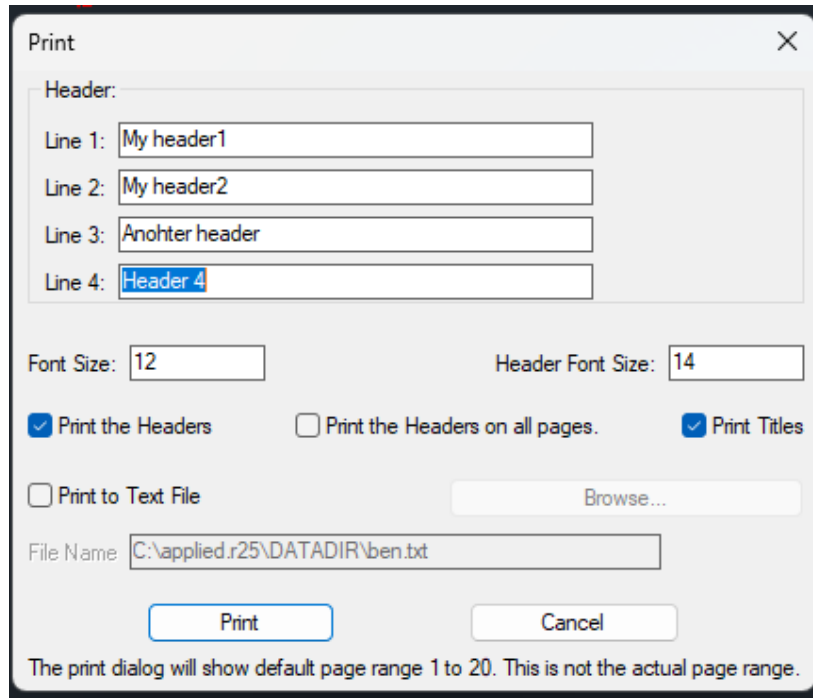 Print
Header:
Line 1: My header1
Line 2: My header2
Line 3: Anohter header
Line 4: Header 4
Font Size: 12 Header Font Size: 14
Print the Headers Print the Headers on all pages. Print Titles
Print to Text File Browse...
File Name C:\applied.r25\DATADIR\ben.txt
Print Cancel
The print dialog will show default page range 1 to 20. This is not the actual page range.